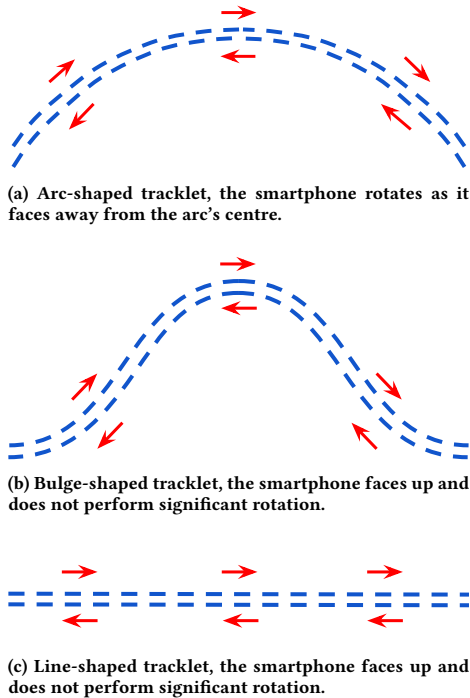 (a) Arc-shaped tracklet, the smartphone rotates as it
faces away from the arc's centre.
(b) Bulge-shaped tracklet, the smartphone faces up and
does not perform significant rotation.
(c) Line-shaped tracklet, the smartphone faces up and
does not perform significant rotation.